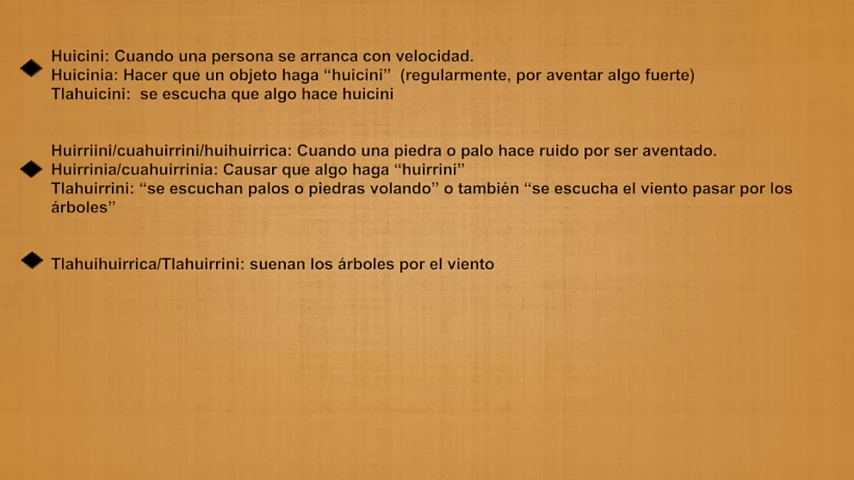 Huicini: Cuando una persona se arranca con velocidad.
Huicinia: Hacer que un objeto haga “huicini” (regularmente, por aventar algo fuerte)
Tlahuicini: se escucha que algo hace huicini
Huirriini/cuahuirrini/huihuirrica: Cuando una piedra o palo hace ruido por ser aventado.
Huirrinia/cuahuirrinia: Causar que algo haga “huirrini”
Tlahuirrini: “se escuchan palos o piedras volando” o también “se escucha el viento pasar por los
árboles”
Tlahuihuirrica/Tlahuirrini: suenan los árboles por el viento